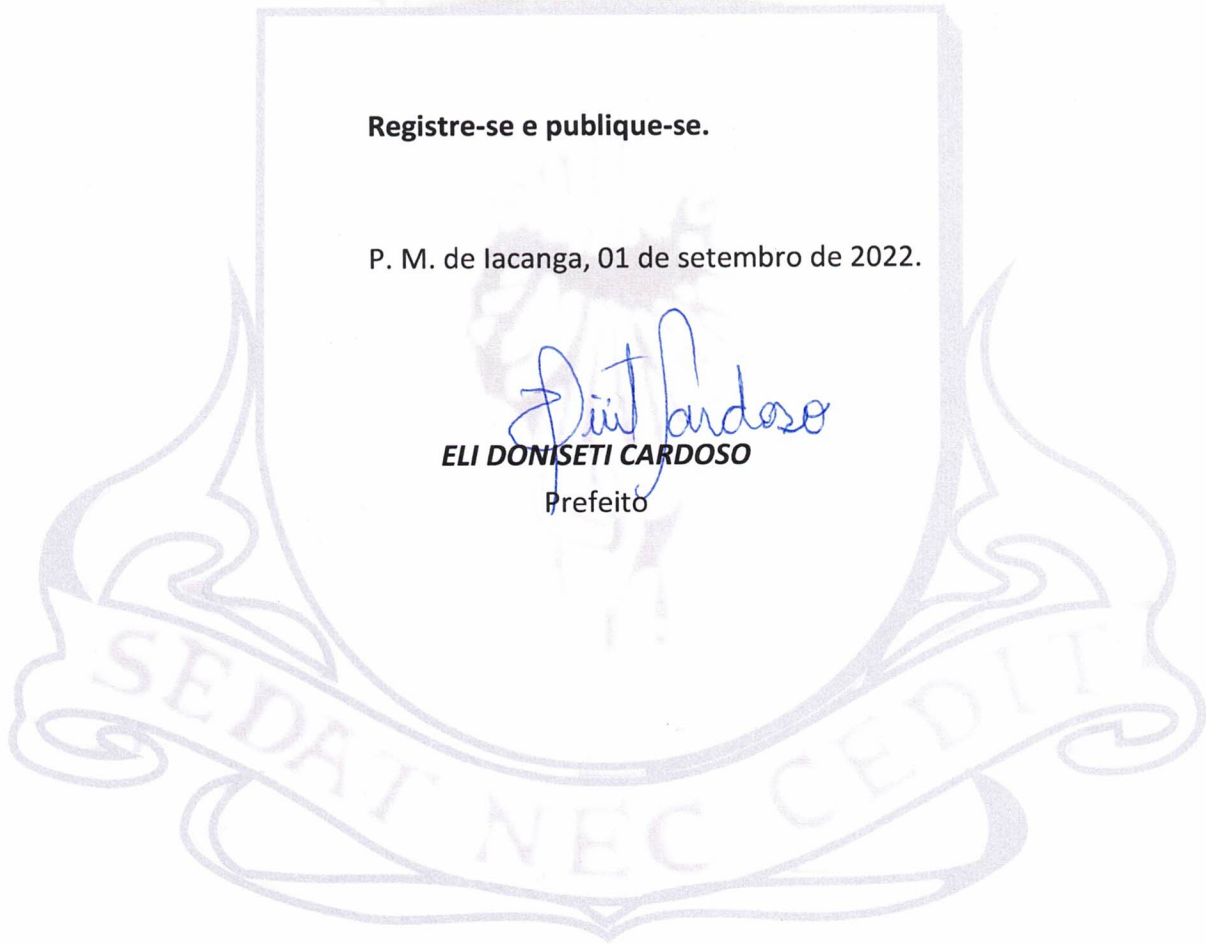 Registre-se e publique-se.
P. M. de Iacanga, 01 de setembro de 2022.
Cardoso
ELI DONISETI CARDOSO
Prefeito
SEDAT NEC CEDIT